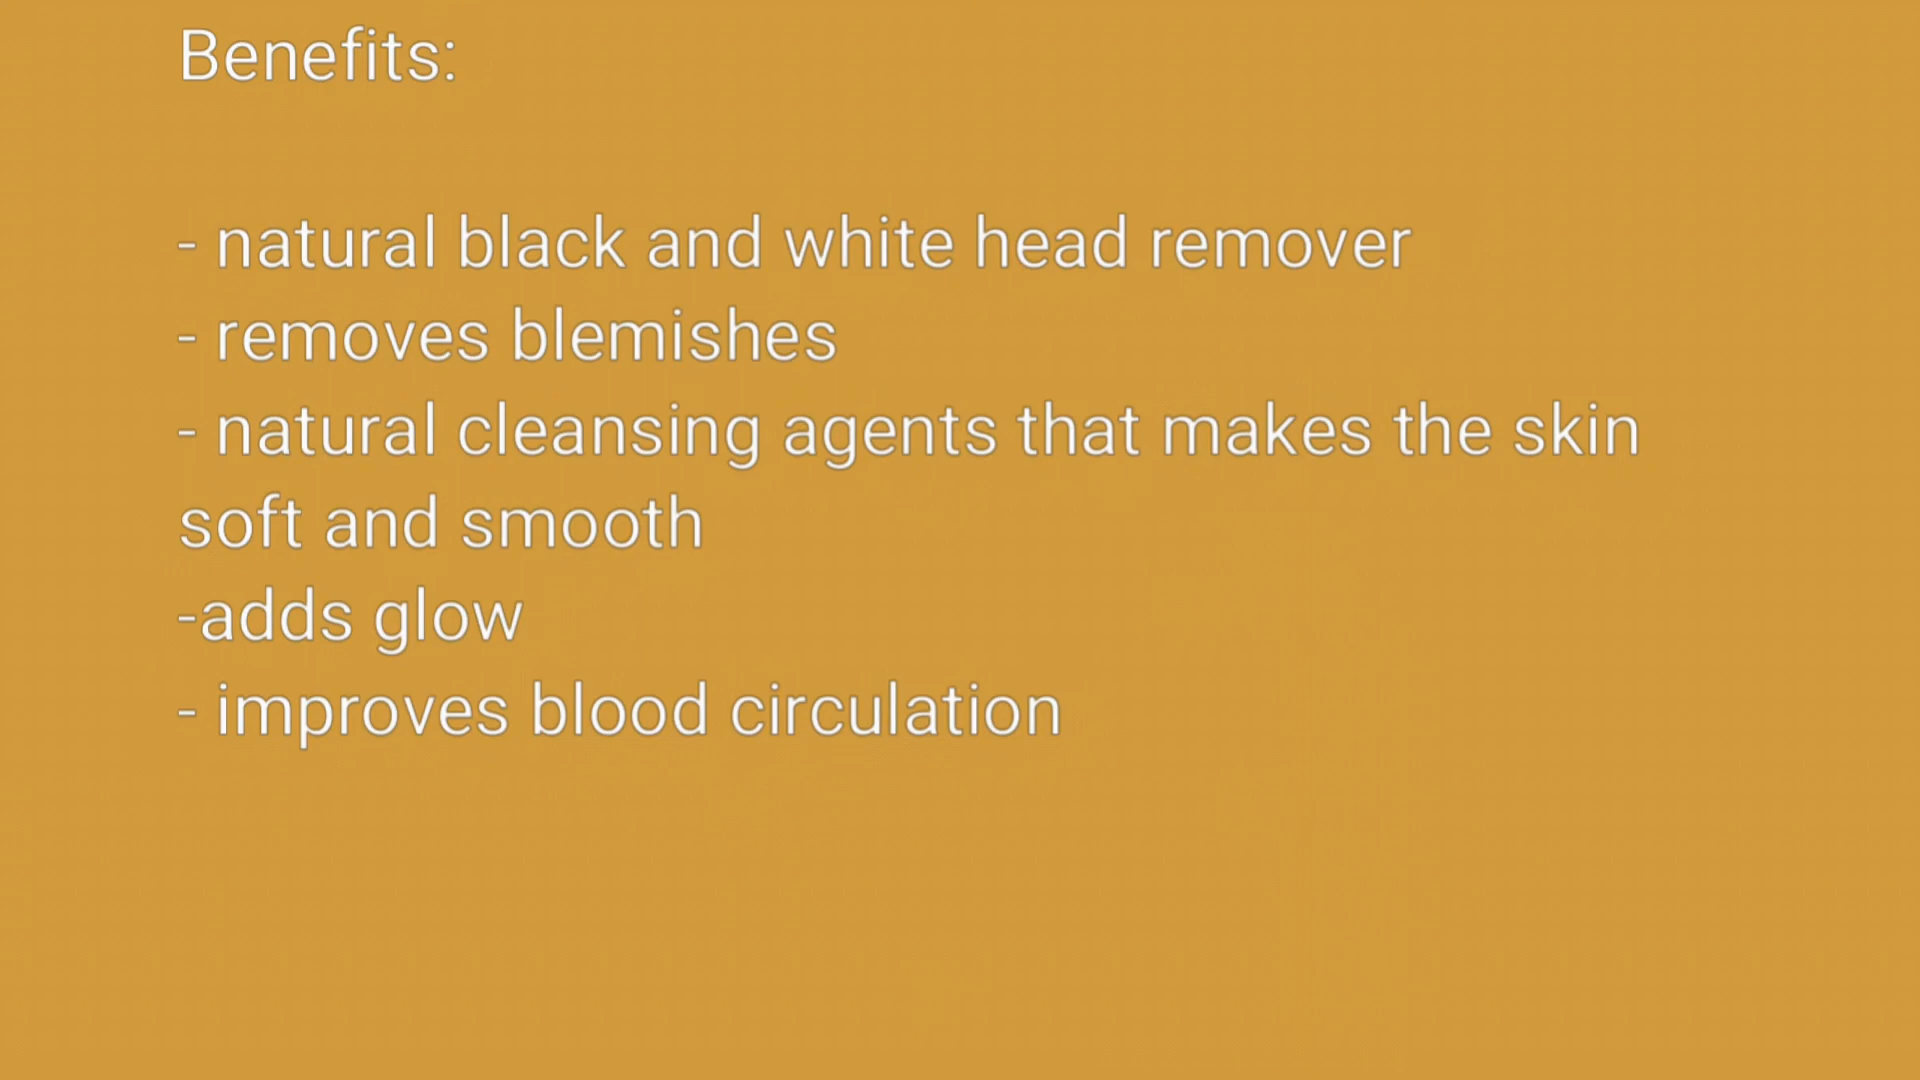 Benefits:
- natural black and white head remover
- removes blemishes
- natural cleansing agents that makes the skin
soft and smooth
-adds glow
- improves blood circulation